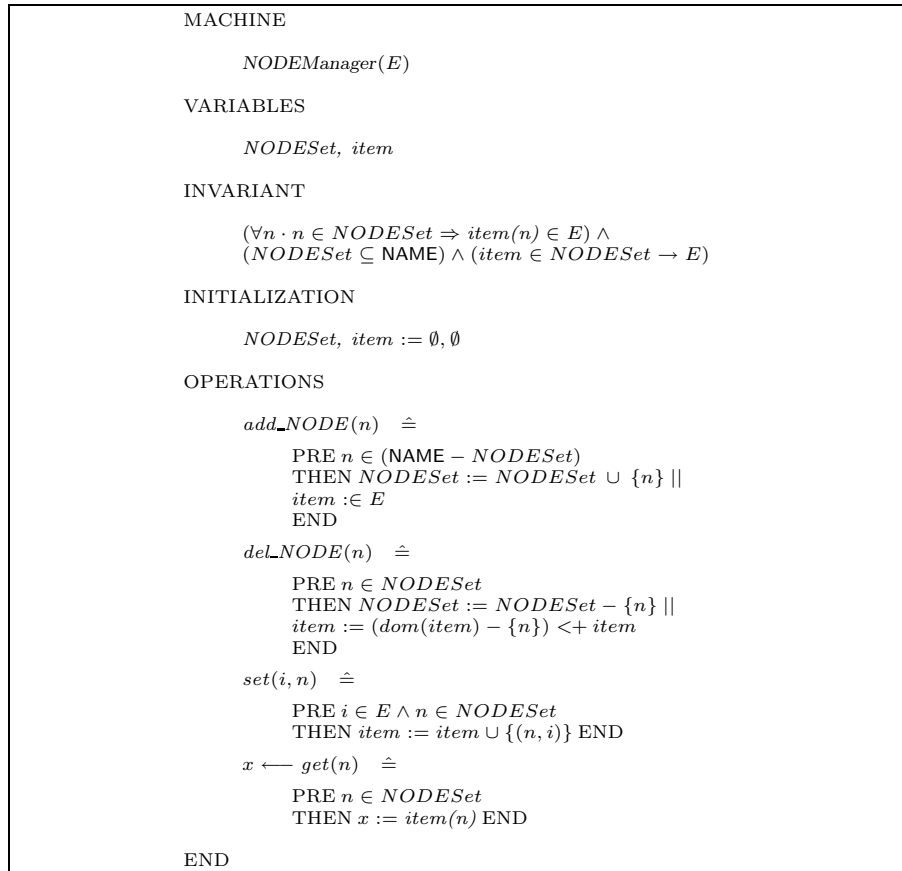 MACHINE
NODEManager(E)
VARIABLES
NODESet, item
INVARIANT
(∀n · n ∈ NODESet ⇒ item(n) ∈ E) ∧
(NODESet ⊆ NAME) ∧ (item ∈ NODESet → E)
INITIALIZATION
NODESet, item := ∅, ∅
OPERATIONS
add_NODE(n) ≙
PRE n ∈ (NAME − NODESet)
THEN NODESet := NODESet ∪ {n} ||
item :∈ E
END
del_NODE(n) ≙
PRE n ∈ NODESet
THEN NODESet := NODESet − {n} ||
item := (dom(item) − {n}) <+ item
END
set(i, n) ≙
PRE i ∈ E ∧ n ∈ NODESet
THEN item := item ∪ {(n, i)} END
x ⟵ get(n) ≙
PRE n ∈ NODESet
THEN x := item(n) END
END